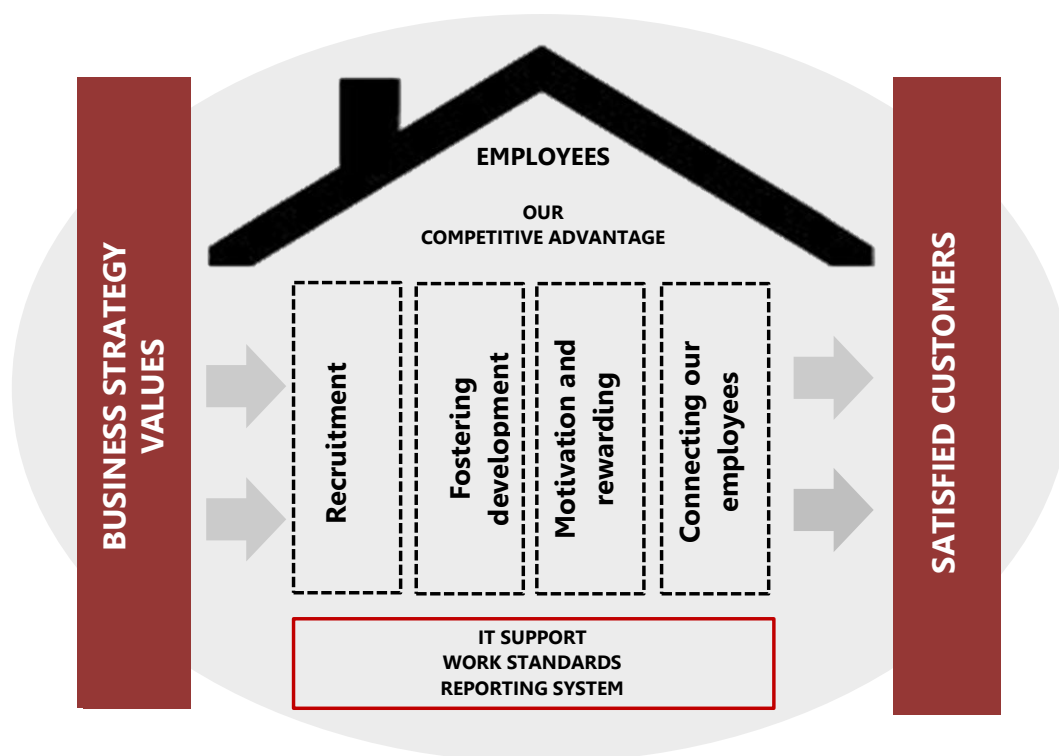 EMPLOYEES
OUR
COMPETITIVE ADVANTAGE
BUSINESS STRATEGY
VALUES
Recruitment
Fostering
development
Motivation and
rewarding
Connecting our
employees
SATISFIED CUSTOMERS
IT SUPPORT
WORK STANDARDS
REPORTING SYSTEM